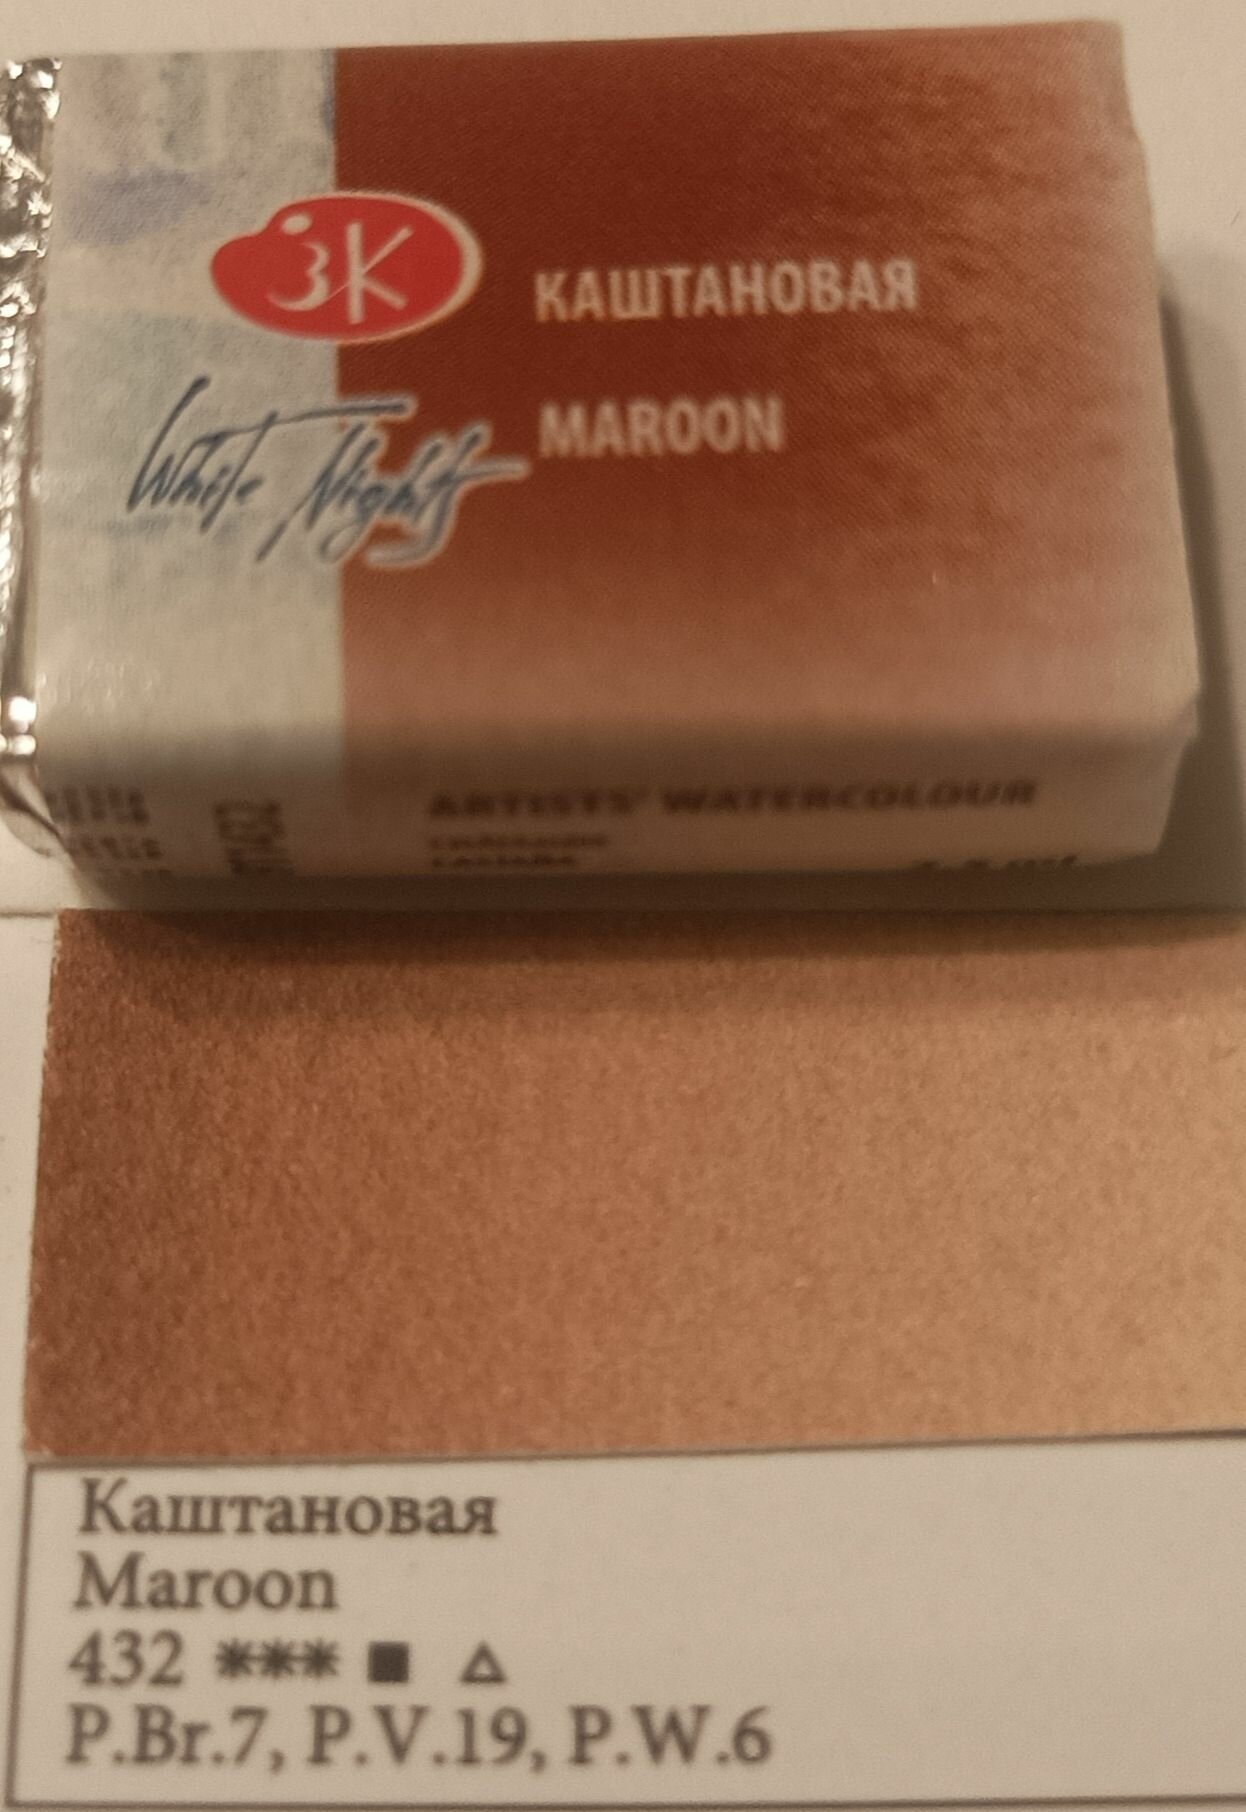 ЗК
КАШТАНОВАЯ
MAROON
White Nights
ARTISTS' WATERCOLOUR
Каштановая
Maroon
432 ✳✳✳ ■ △
P.Br.7, P.V.19, P.W.6